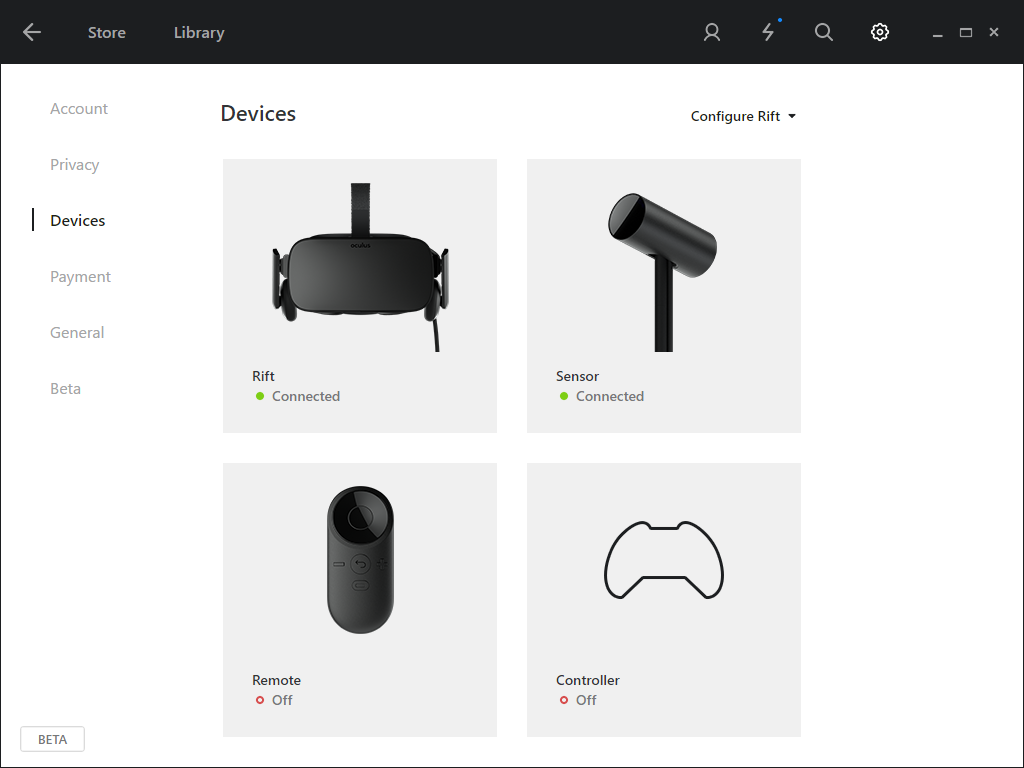 Store
Library
Account
Privacy
Devices
Payment
General
Beta
Devices
Configure Rift
oculus
Rift
Connected
Sensor
Connected
Remote
Off
Controller
Off
BETA